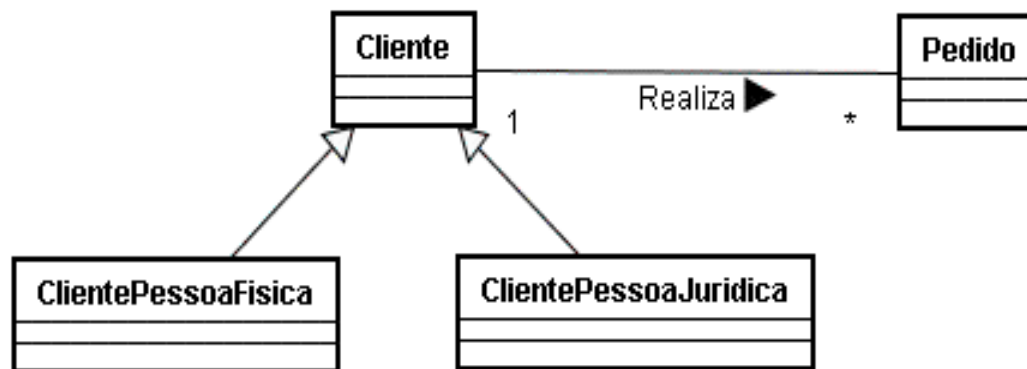 Cliente
Pedido
Realiza
1
*
ClientePessoaFisica
ClientePessoaJuridica